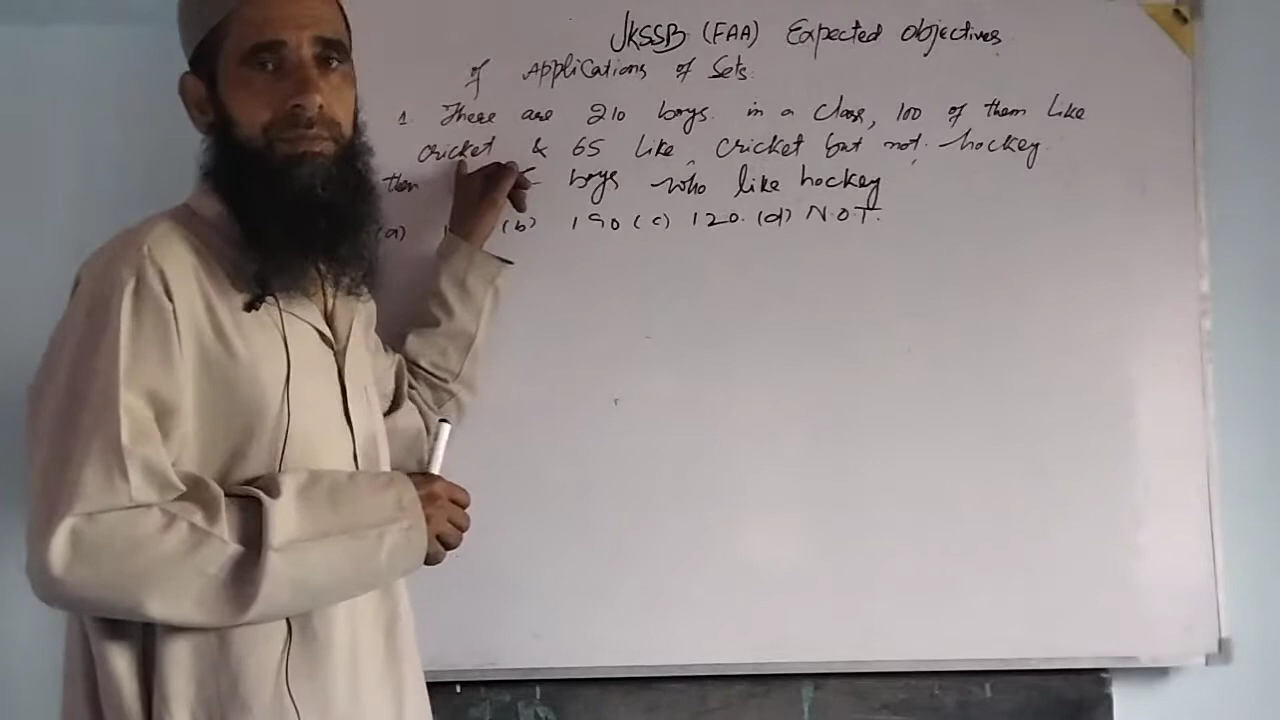 JKSSB (FAA) Expected Objectives
of Applications of Sets.
1. There are 210 boys. in a Class, 100 of them like
cricket & 65 like cricket but not hockey.
then boys who like hockey
(a) (b) 190 (c) 120. (d) N.O.T.